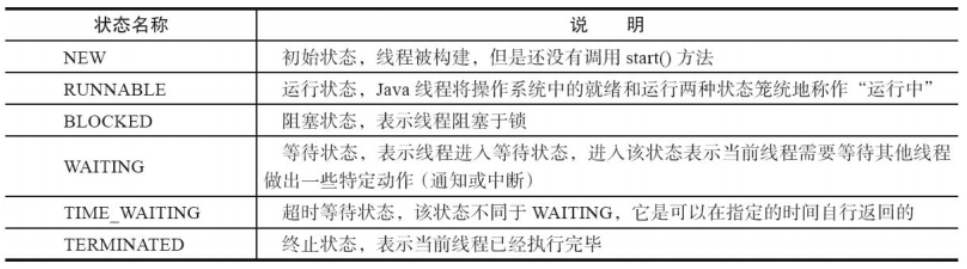 状态名称 说 明
NEW 初始状态，线程被构建，但是还没有调用 start() 方法
RUNNABLE 运行状态，Java 线程将操作系统中的就绪和运行两种状态笼统地称作“运行中”
BLOCKED 阻塞状态，表示线程阻塞于锁
WAITING 等待状态，表示线程进入等待状态，进入该状态表示当前线程需要等待其他线程
做出一些特定动作（通知或中断）
TIME_WAITING 超时等待状态，该状态不同于 WAITING，它是可以在指定的时间自行返回的
TERMINATED 终止状态，表示当前线程已经执行完毕